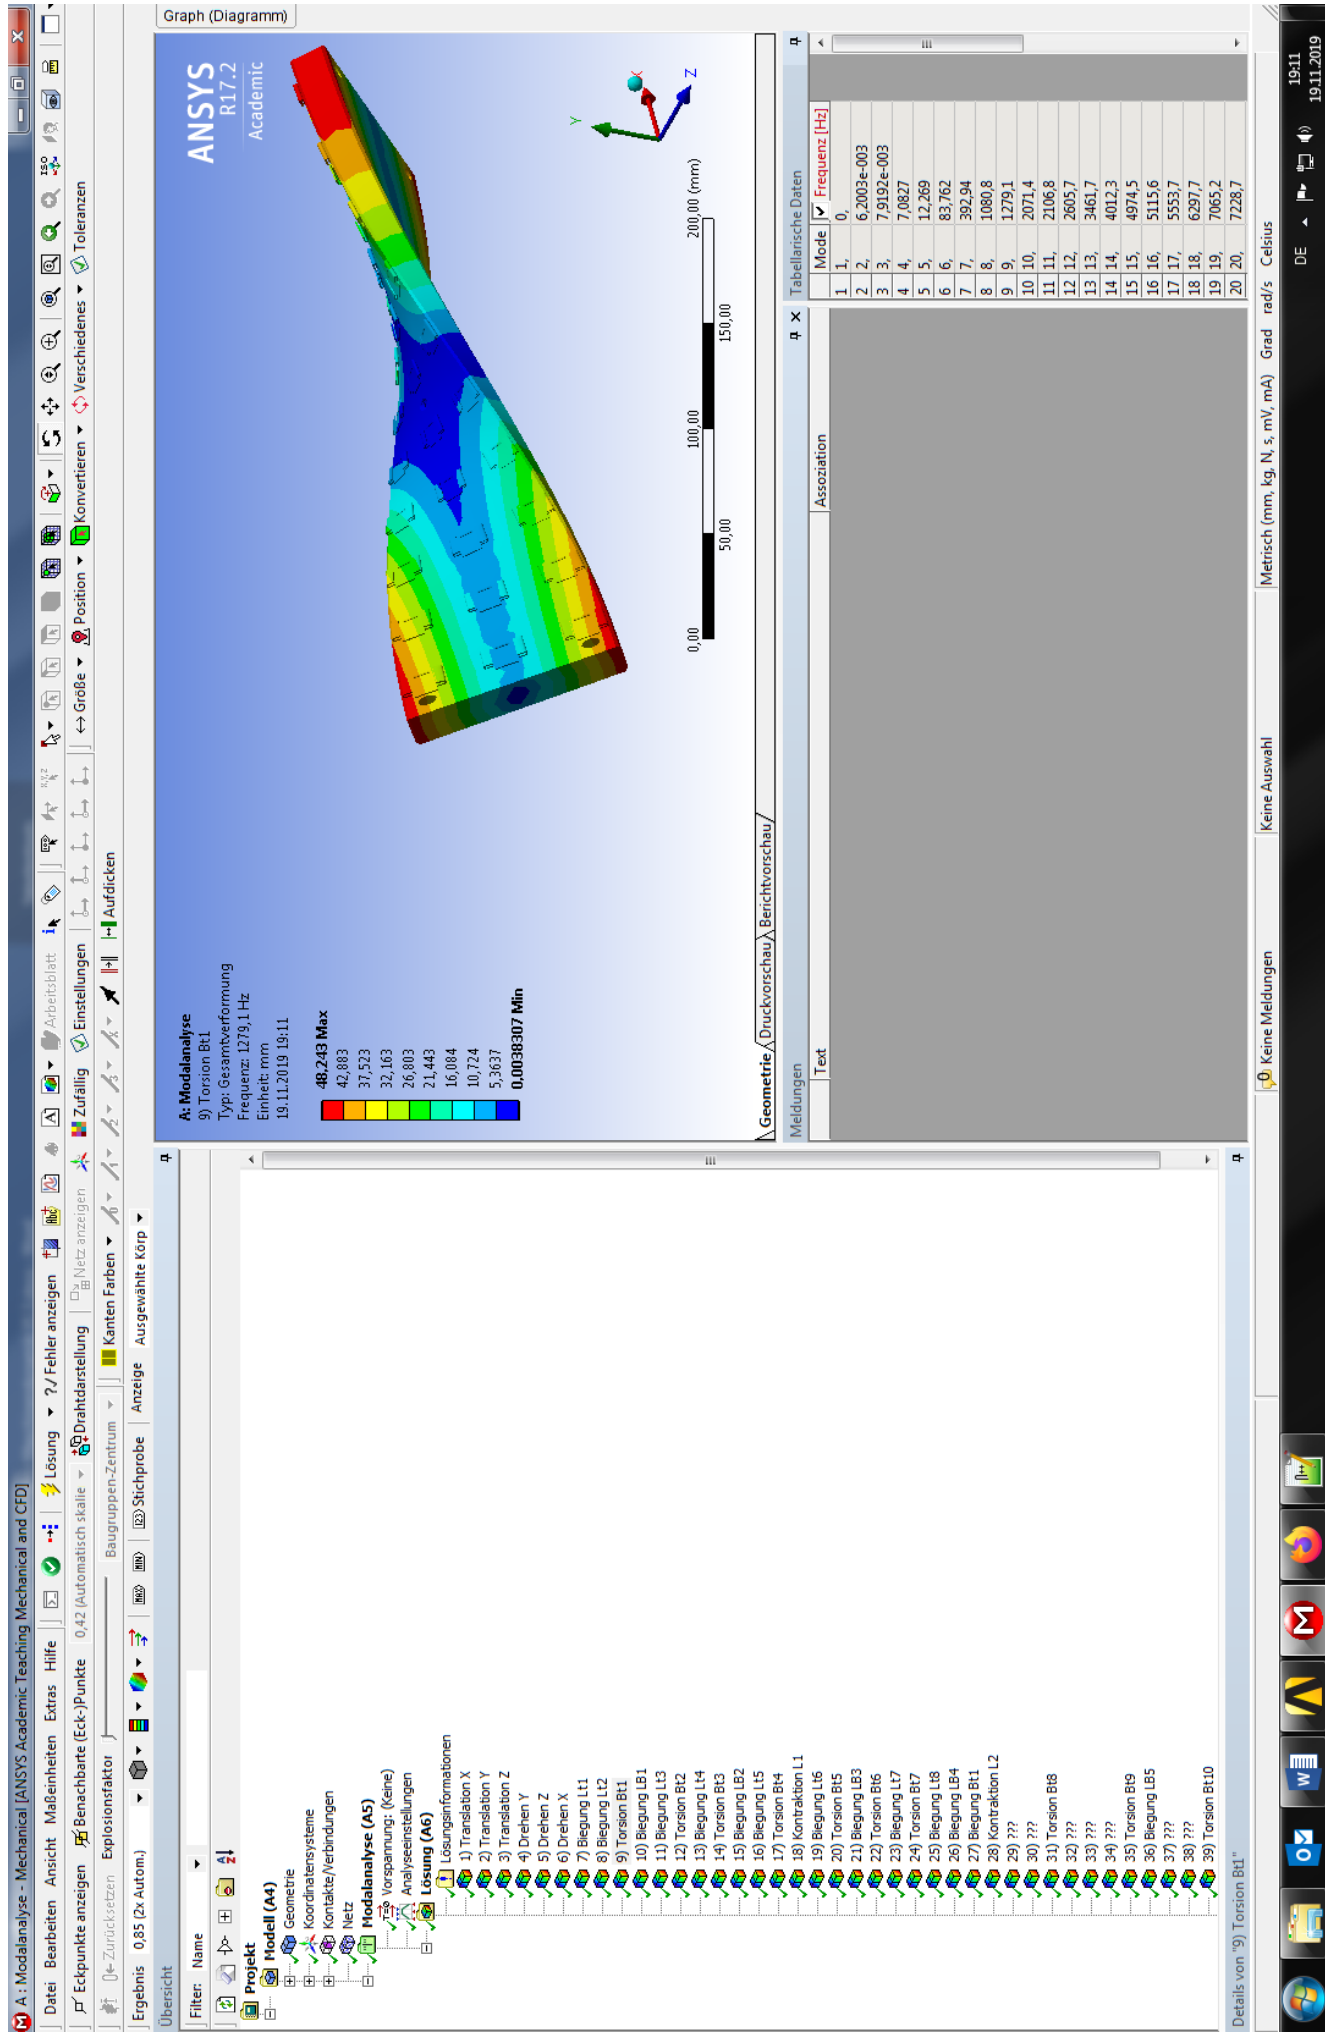 A : Modalanalyse - Mechanical [ANSYS Academic Teaching Mechanical and CFD]
Datei Bearbeiten Ansicht Maßeinheiten Extras Hilfe Lösung ?✓ Fehler anzeigen Arbeitsblatt
Eckpunkte anzeigen Benachbarte (Eck-)Punkte 0,42 (Automatisch skalie Drahtdarstellung Netz anzeigen Zufällig Einstellungen Größe Position Konvertieren Verschiedenes Toleranzen
Zurücksetzen Explosionsfaktor Baugruppen-Zentrum Kanten Farben Aufdicken
Ergebnis 0,85 (2x Autom.) MAX MIN 123 Stichprobe Anzeige Ausgewählte Körp
Übersicht
Filter: Name
Projekt
Modell (A4)
Geometrie
Koordinatensysteme
Kontakte/Verbindungen
Netz
Modalanalyse (A5)
Vorspannung: (Keine)
Analyseeinstellungen
Lösung (A6)
Lösungsinformationen
1) Translation X
2) Translation Y
3) Translation Z
4) Drehen Y
5) Drehen Z
6) Drehen X
7) Biegung Lt1
8) Biegung Lt2
9) Torsion Bt1
10) Biegung LB1
11) Biegung Lt3
12) Torsion Bt2
13) Biegung Lt4
14) Torsion Bt3
15) Biegung LB2
16) Biegung Lt5
17) Torsion Bt4
18) Kontraktion L1
19) Biegung Lt6
20) Torsion Bt5
21) Biegung LB3
22) Torsion Bt6
23) Biegung Lt7
24) Torsion Bt7
25) Biegung Lt8
26) Biegung LB4
27) Biegung Bt1
28) Kontraktion L2
29) ???
30) ???
31) Torsion Bt8
32) ???
33) ???
34) ???
35) Torsion Bt9
36) Biegung LB5
37) ???
38) ???
39) Torsion Bt10
Details von "9) Torsion Bt1"
A: Modalanalyse
9) Torsion Bt1
Typ: Gesamtverformung
Frequenz: 1279,1 Hz
Einheit: mm
19.11.2019 19:11
48,243 Max
42,883
37,523
32,163
26,803
21,443
16,084
10,724
5,3637
0,0038307 Min
ANSYS
R17.2
Academic
Y
X
Z
0,00
50,00
100,00
150,00
200,00 (mm)
Geometrie Druckvorschau Berichtvorschau
Graph (Diagramm)
Meldungen
Text Assoziation
Tabellarische Daten
Mode Frequenz [Hz]
1 1, 0,
2 2, 6,2003e-003
3 3, 7,9192e-003
4 4, 7,0827
5 5, 12,269
6 6, 83,762
7 7, 392,94
8 8, 1080,8
9 9, 1279,1
10 10, 2071,4
11 11, 2106,8
12 12, 2605,7
13 13, 3461,7
14 14, 4012,3
15 15, 4974,5
16 16, 5115,6
17 17, 5553,7
18 18, 6297,7
19 19, 7065,2
20 20, 7228,7
0 Keine Meldungen Keine Auswahl Metrisch (mm, kg, N, s, mV, mA) Grad rad/s Celsius
DE 19:11
19.11.2019